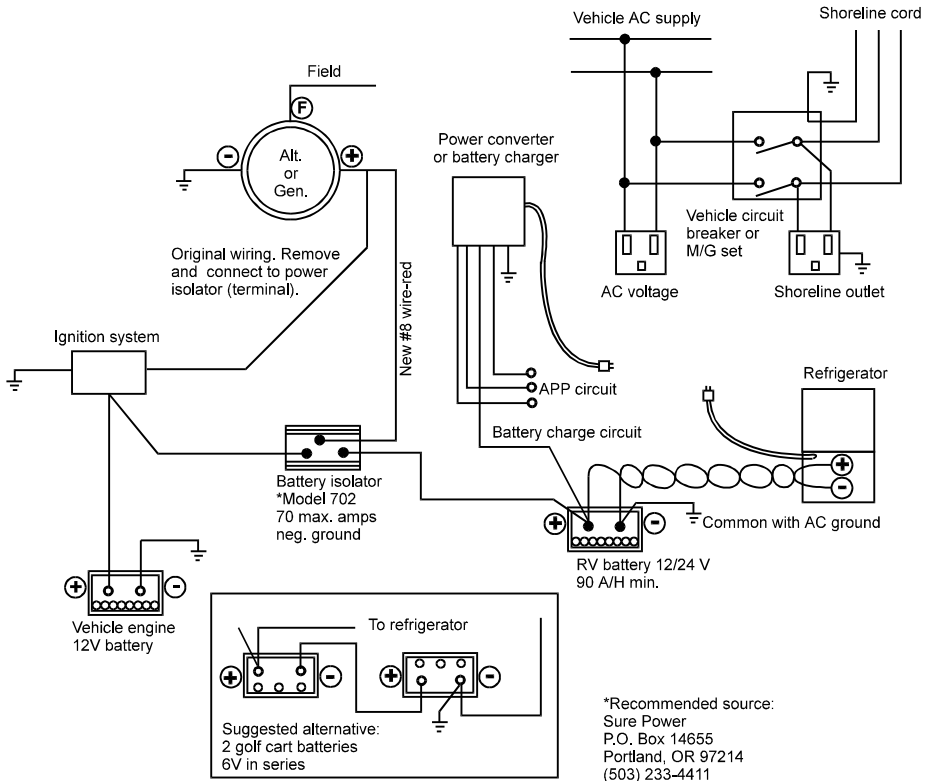 Vehicle AC supply
Shoreline cord
Field
F
Alt.
or
Gen.
Power converter
or battery charger
Vehicle circuit
breaker or
M/G set
Original wiring. Remove
and connect to power
isolator (terminal).
New #8 wire-red
AC voltage
Shoreline outlet
Ignition system
APP circuit
Refrigerator
Battery charge circuit
Battery isolator
*Model 702
70 max. amps
neg. ground
Common with AC ground
RV battery 12/24 V
90 A/H min.
Vehicle engine
12V battery
To refrigerator
Suggested alternative:
2 golf cart batteries
6V in series
*Recommended source:
Sure Power
P.O. Box 14655
Portland, OR 97214
(503) 233-4411